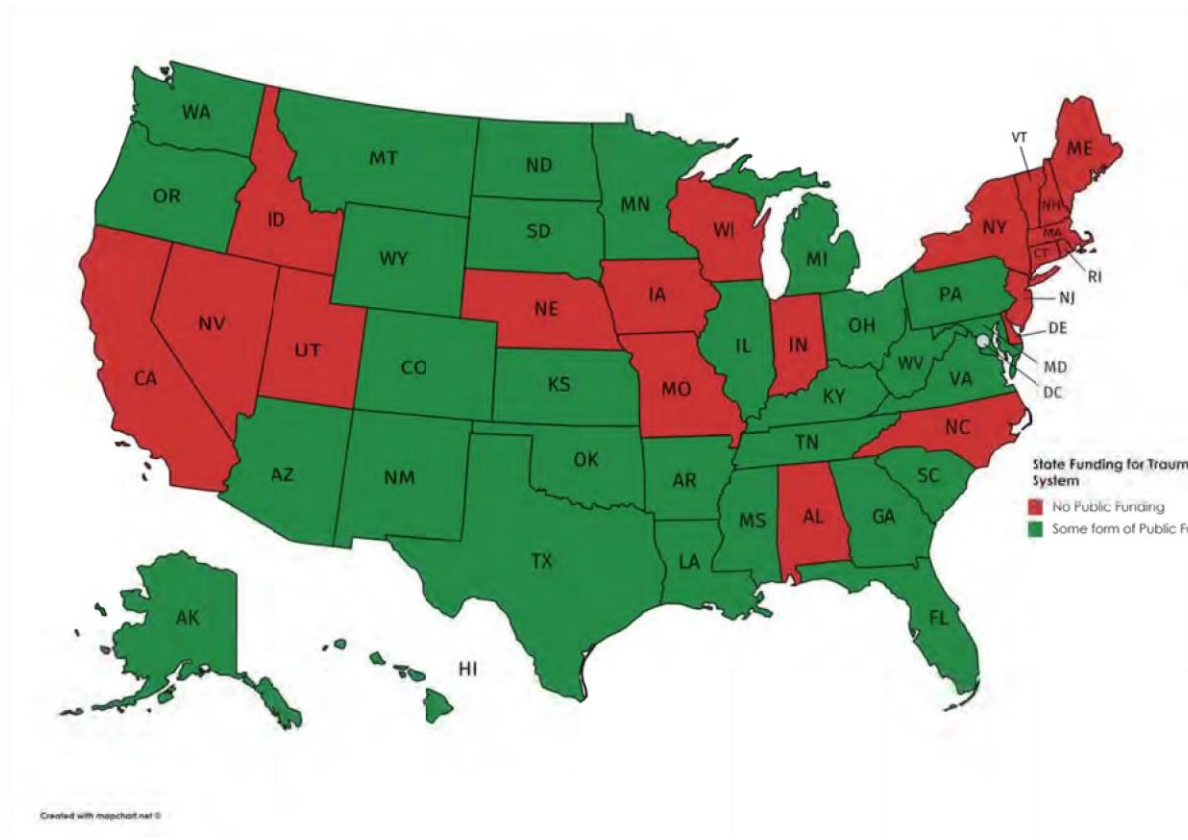 WA
MT
ND
MN
VT
ME
OR
ID
SD
WI
NY
NH
MA
CT
RI
WY
MI
NE
IA
PA
NJ
NV
UT
IL
IN
OH
DE
CA
CO
WV
MD
KS
MO
KY
VA
DC
TN
NC
AZ
NM
OK
AR
SC
MS
AL
GA
TX
LA
AK
FL
HI
State Funding for Traum
System
No Public Funding
Some form of Public Fu
Created with mapchart.net ©